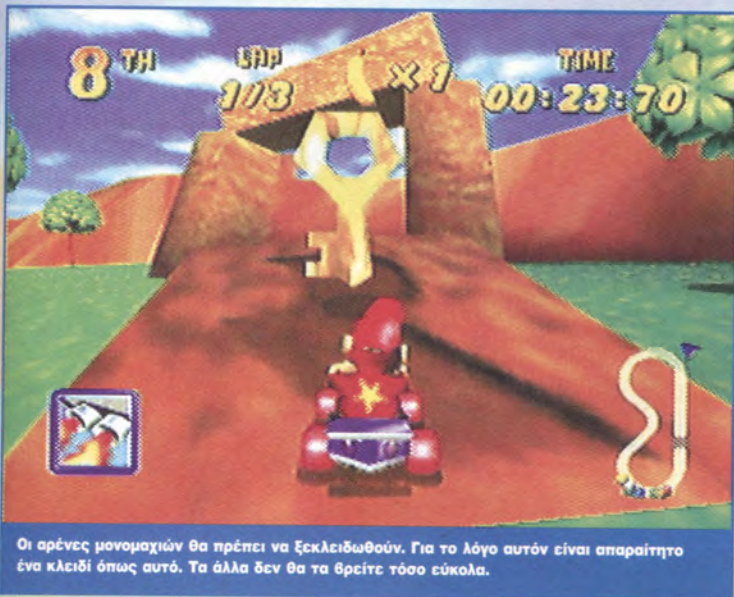 8TH LAP ×1 TIME
1/3 00:23:70
Οι αρένες μονομαχιών θα πρέπει να ξεκλειδωθούν. Για το λόγο αυτόν είναι απαραίτητο
ένα κλειδί όπως αυτό. Τα άλλα δεν θα τα βρείτε τόσο εύκολα.